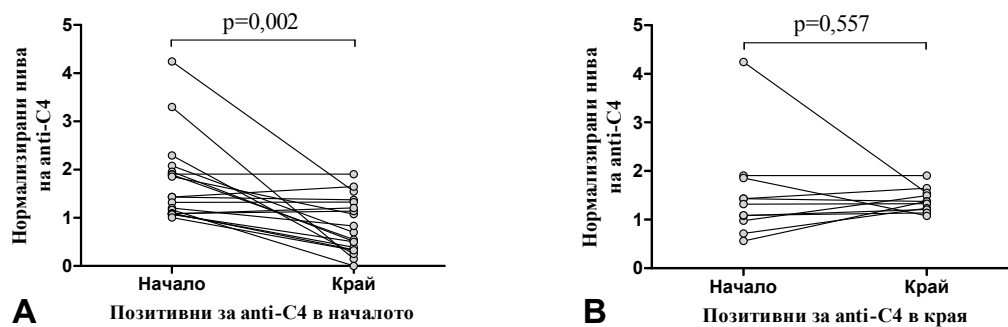 p=0,002
Нормализирани нива
на anti-C4
5
4
3
2
1
0
Начало
Край
A
Позитивни за anti-C4 в началото
p=0,557
Нормализирани нива
на anti-C4
5
4
3
2
1
0
Начало
Край
B
Позитивни за anti-C4 в края